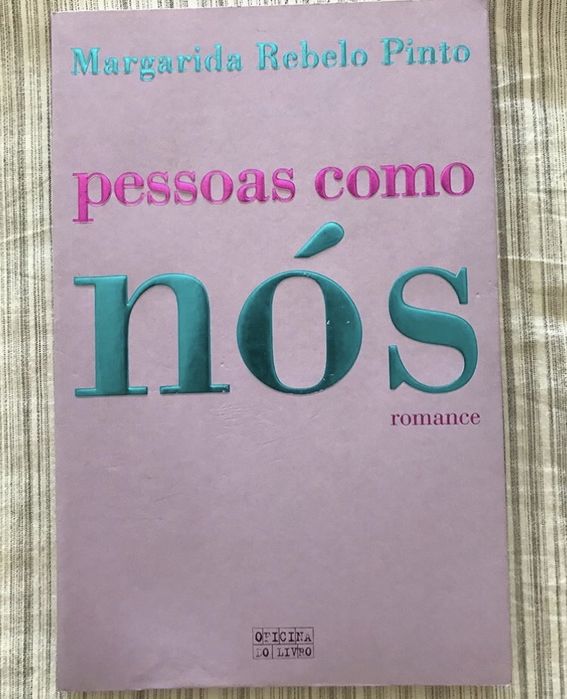 Margarida Rebelo Pinto
pessoas como
nós
romance
OFICINA
DO LIVRO